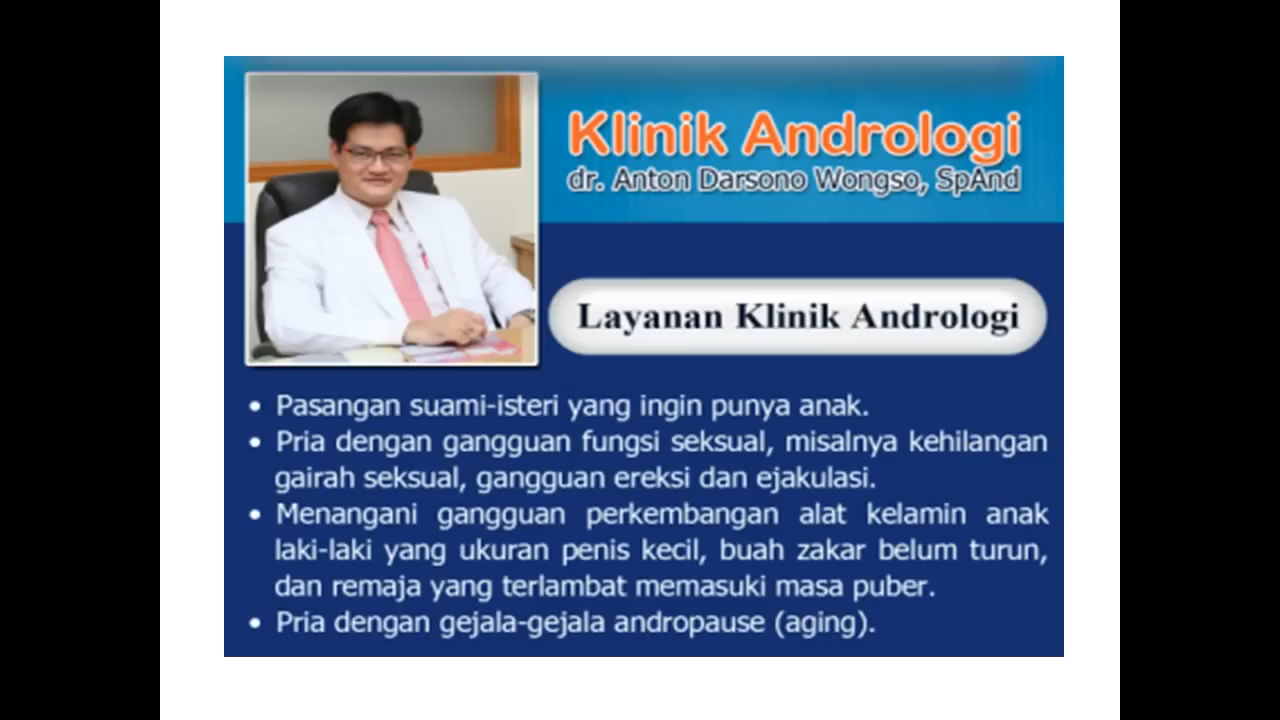 Klinik Andrologi
dr. Anton Darsono Wongso, SpAnd
Layanan Klinik Andrologi
• Pasangan suami-isteri yang ingin punya anak.
• Pria dengan gangguan fungsi seksual, misalnya kehilangan
gairah seksual, gangguan ereksi dan ejakulasi.
• Menangani gangguan perkembangan alat kelamin anak
laki-laki yang ukuran penis kecil, buah zakar belum turun,
dan remaja yang terlambat memasuki masa puber.
• Pria dengan gejala-gejala andropause (aging).